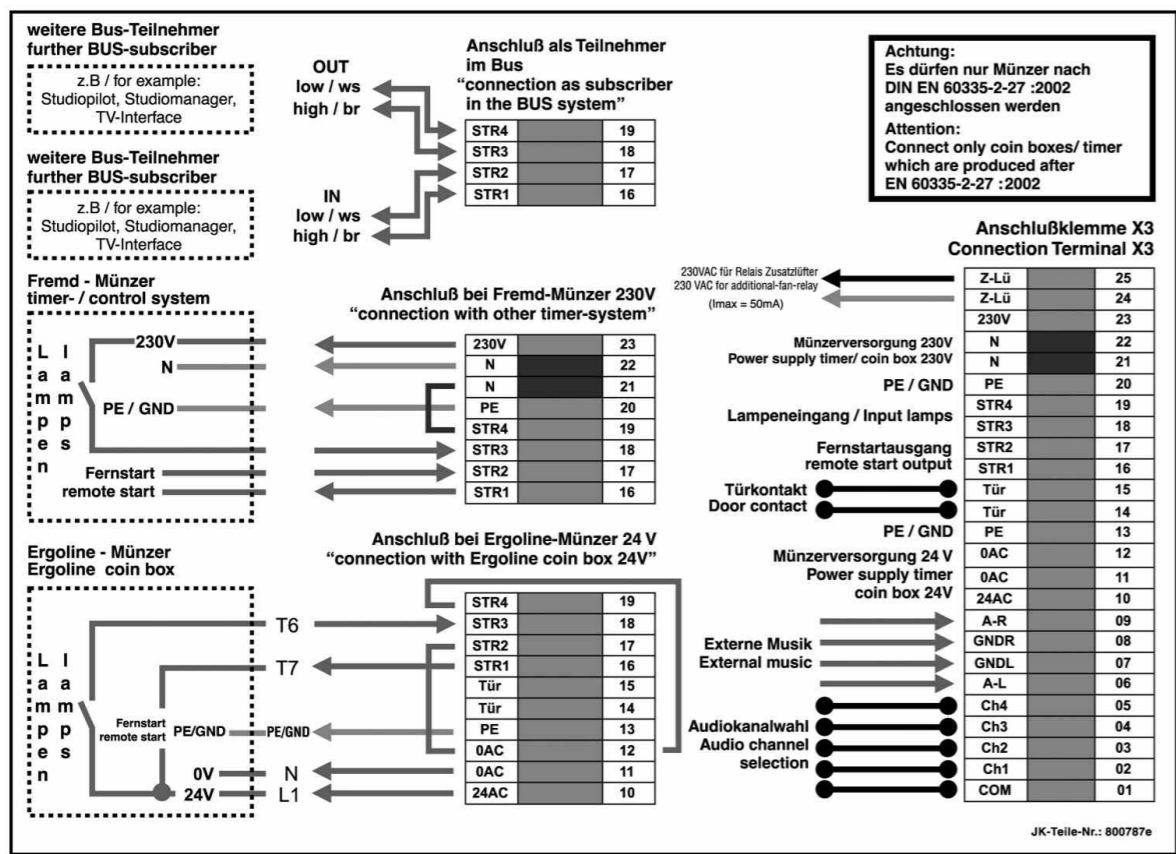 weitere Bus-Teilnehmer
further BUS-subscriber
z.B / for example:
Studiopilot, Studiomanager,
TV-Interface
weitere Bus-Teilnehmer
further BUS-subscriber
z.B / for example:
Studiopilot, Studiomanager,
TV-Interface
OUT
low / ws
high / br
IN
low / ws
high / br
Anschluß als Teilnehmer
im Bus
“connection as subscriber
in the BUS system”
STR4 19
STR3 18
STR2 17
STR1 16
Achtung:
Es dürfen nur Münzer nach
DIN EN 60335-2-27 :2002
angeschlossen werden
Attention:
Connect only coin boxes/ timer
which are produced after
EN 60335-2-27 :2002
Fremd - Münzer
timer- / control system
Lampen
lamps
230V
N
PE / GND
Fernstart
remote start
Anschluß bei Fremd-Münzer 230V
“connection with other timer-system”
230V 23
N 22
N 21
PE 20
STR4 19
STR3 18
STR2 17
STR1 16
Ergoline - Münzer
Ergoline coin box
Lampen
lamps
T6
T7
Fernstart
remote start
PE/GND
PE/GND
0V
N
24V
L1
Anschluß bei Ergoline-Münzer 24 V
“connection with Ergoline coin box 24V”
STR4 19
STR3 18
STR2 17
STR1 16
Tür 15
Tür 14
PE 13
0AC 12
0AC 11
24AC 10
Anschlußklemme X3
Connection Terminal X3
230VAC für Relais Zusatzlüfter
230 VAC for additional-fan-relay
(Imax = 50mA)
Münzerversorgung 230V
Power supply timer/ coin box 230V
PE / GND
Lampeneingang / Input lamps
Fernstartausgang
remote start output
Türkontakt
Door contact
PE / GND
Münzerversorgung 24 V
Power supply timer
coin box 24V
Externe Musik
External music
Audiokanalwahl
Audio channel
selection
Z-Lü 25
Z-Lü 24
230V 23
N 22
N 21
PE 20
STR4 19
STR3 18
STR2 17
STR1 16
Tür 15
Tür 14
PE 13
0AC 12
0AC 11
24AC 10
A-R 09
GNDR 08
GNDL 07
A-L 06
Ch4 05
Ch3 04
Ch2 03
Ch1 02
COM 01
JK-Teile-Nr.: 800787e